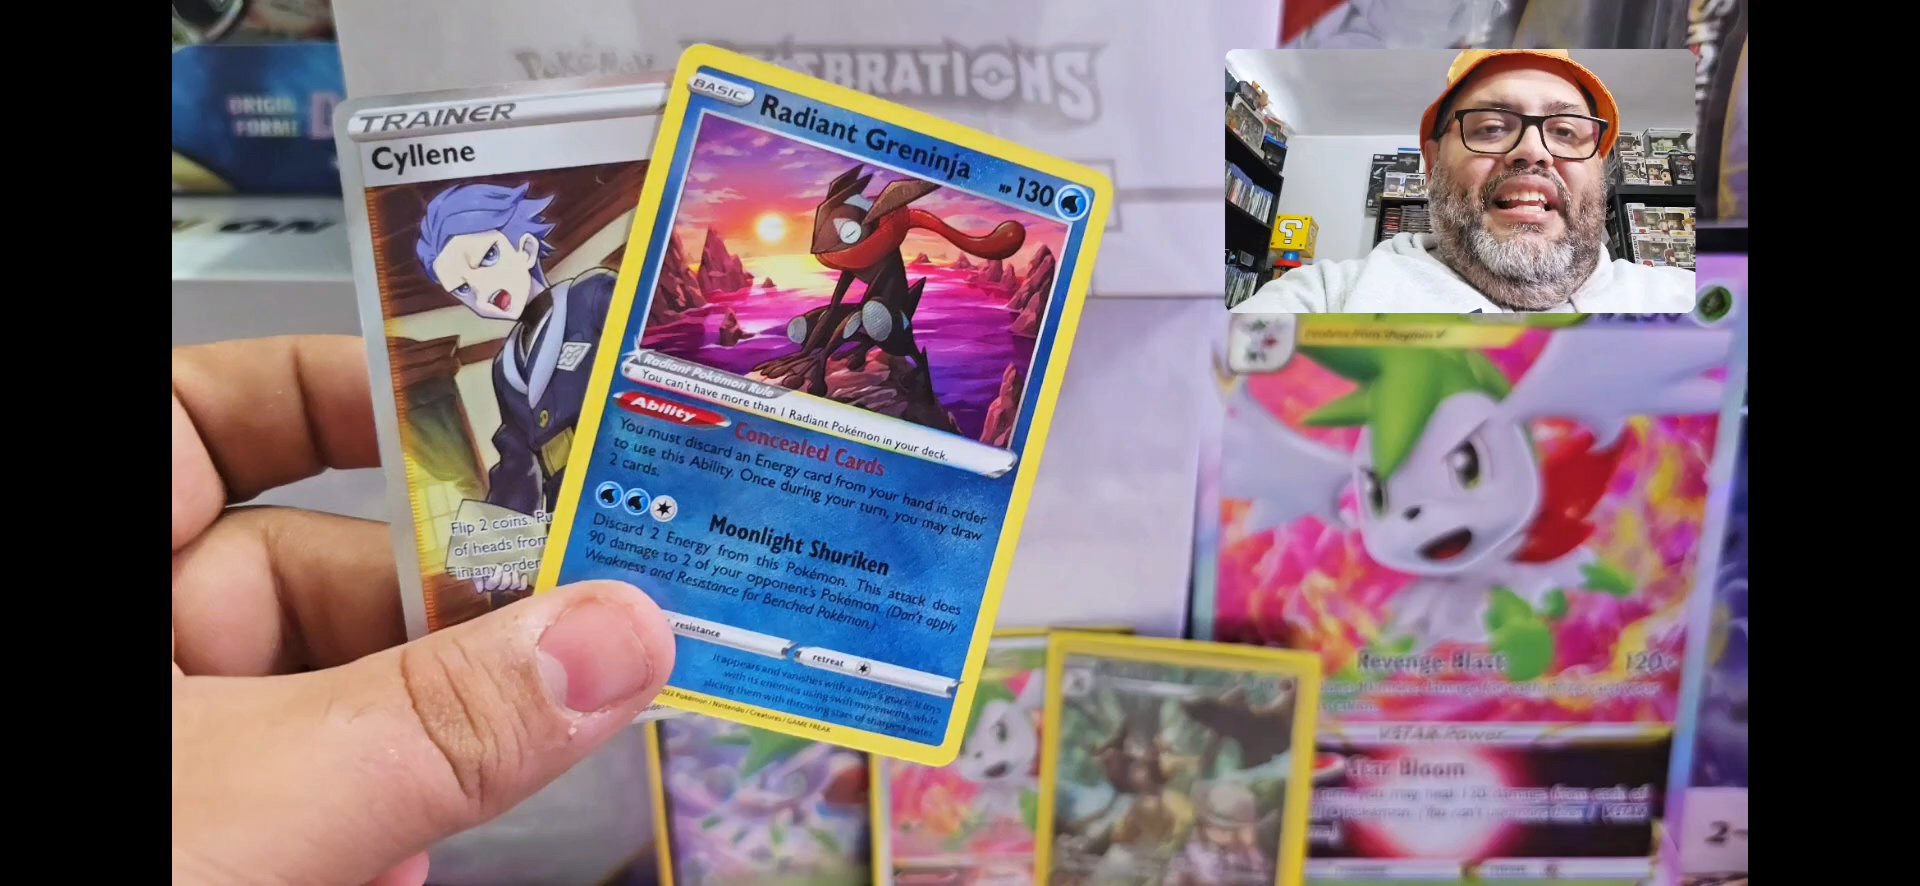 POKÉMON
ORIGIN
FORME D
TRAINER
Cyllene
Flip 2 coins.
of heads from
in any order
BASIC
Radiant Greninja
HP 130
Radiant Pokémon Rule
You can't have more than 1 Radiant Pokémon in your deck.
Ability
Concealed Cards
You must discard an Energy card from your hand in order
to use this Ability. Once during your turn, you may draw
2 cards.
Moonlight Shuriken
Discard 2 Energy from this Pokémon. This attack does
90 damage to 2 of your opponent's Pokémon. (Don't apply
Weakness and Resistance for Benched Pokémon.)
resistance
retreat
It appears and vanishes with a ninja's grace. It toys
with its enemies using swift movements, while
slicing them with throwing stars of sharpest water.
Pokémon / Nintendo / Creatures / GAME FREAK
?
Revenge Blast
120+
VSTAR Power
Star Bloom
2-